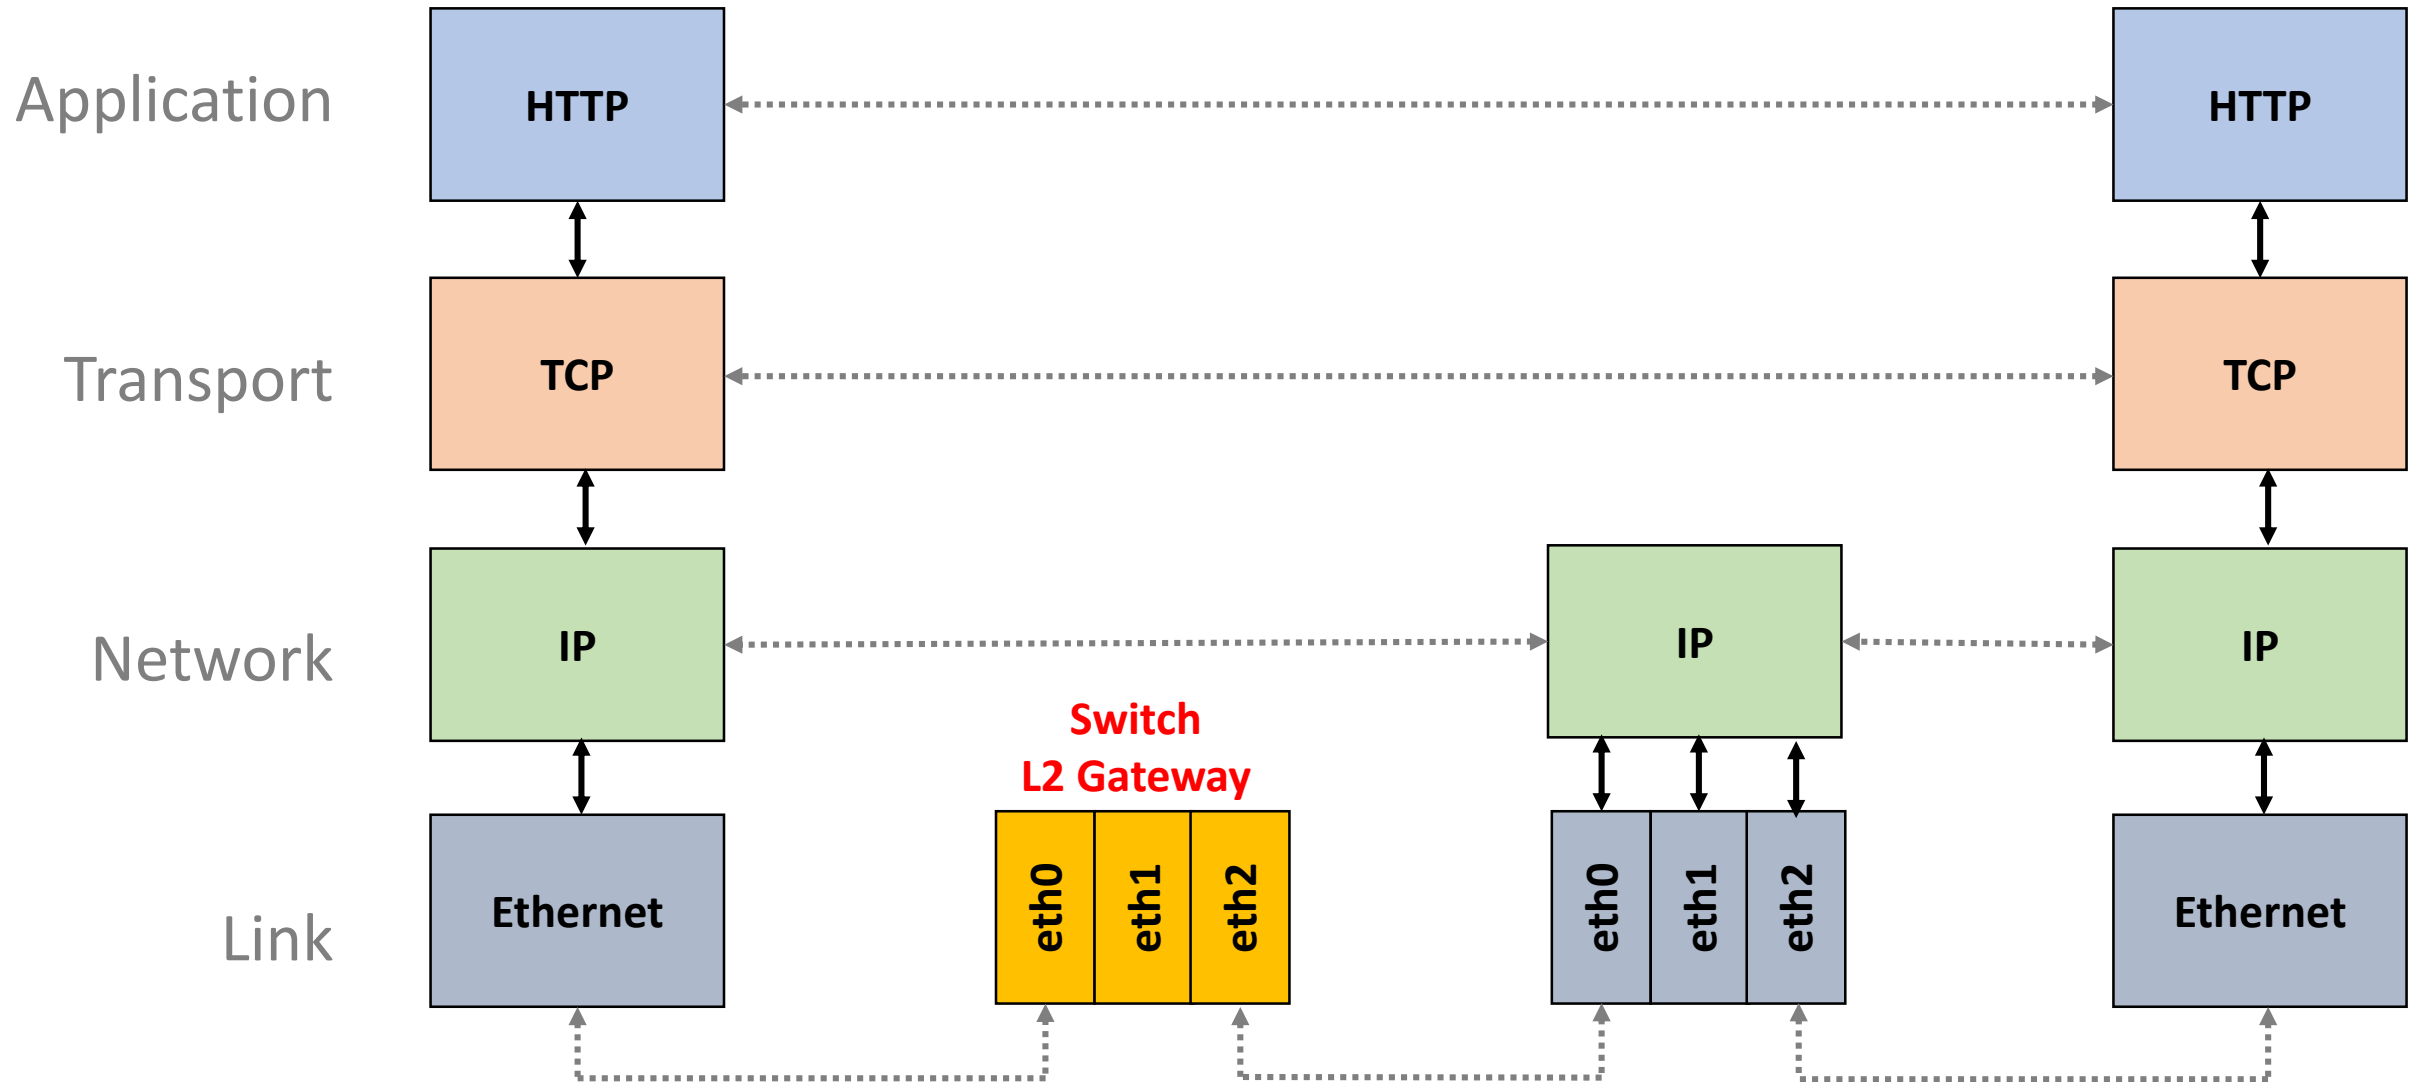 Application
HTTP
HTTP
Transport
TCP
TCP
Network
IP
IP
IP
Switch
L2 Gateway
Link
Ethernet
eth0
eth1
eth2
eth0
eth1
eth2
Ethernet